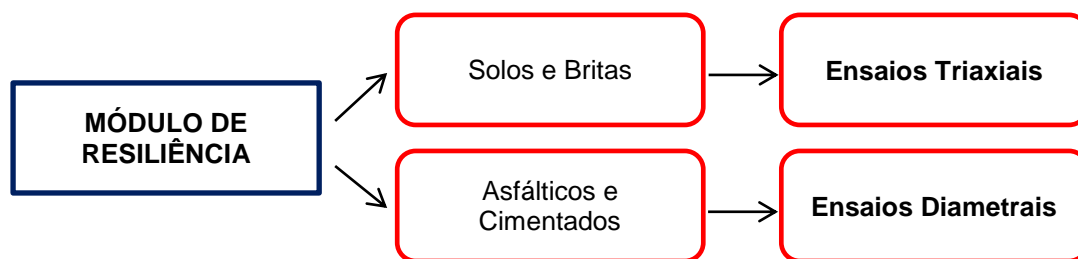 MÓDULO DE
RESILIÊNCIA
Solos e Britas
Ensaios Triaxiais
Asfálticos e
Cimentados
Ensaios Diametrais